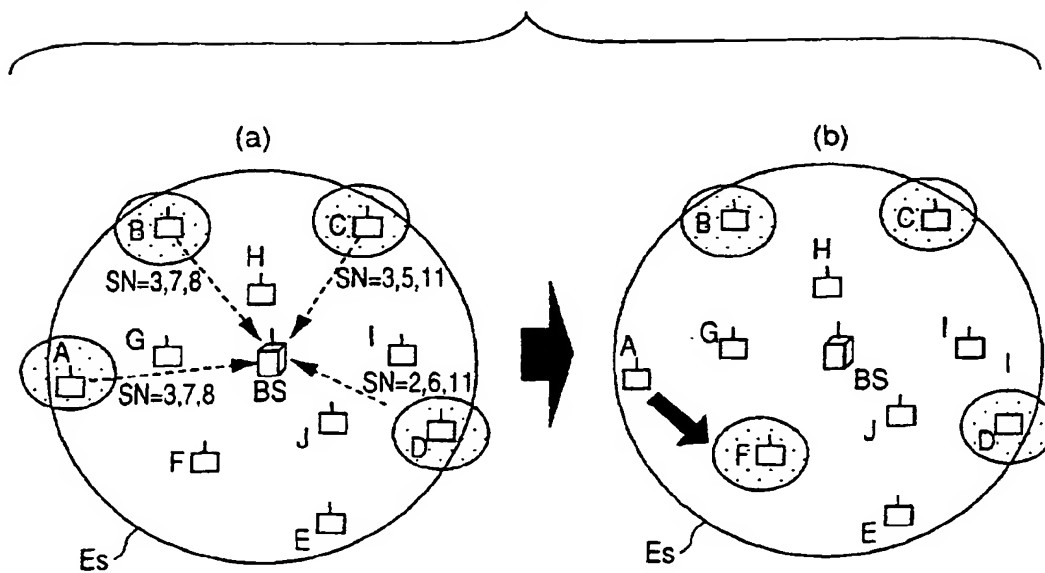 (a)
B
C
H
SN=3,7,8
SN=3,5,11
A
G
I
BS
SN=3,7,8
SN=2,6,11
J
D
F
E
Es
(b)
B
C
H
A
G
I
I
BS
J
D
F
E
Es